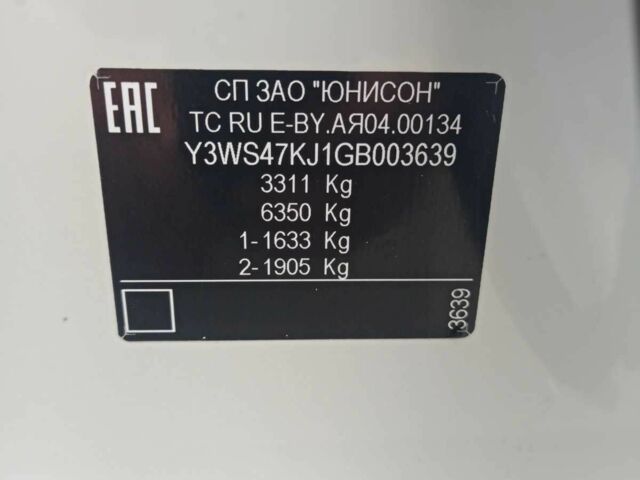 EAC
СП ЗАО "ЮНИСОН"
ТС RU E-BY.АЯ04.00134
Y3WS47KJ1GB003639
3311 Kg
6350 Kg
1-1633 Kg
2-1905 Kg
3639